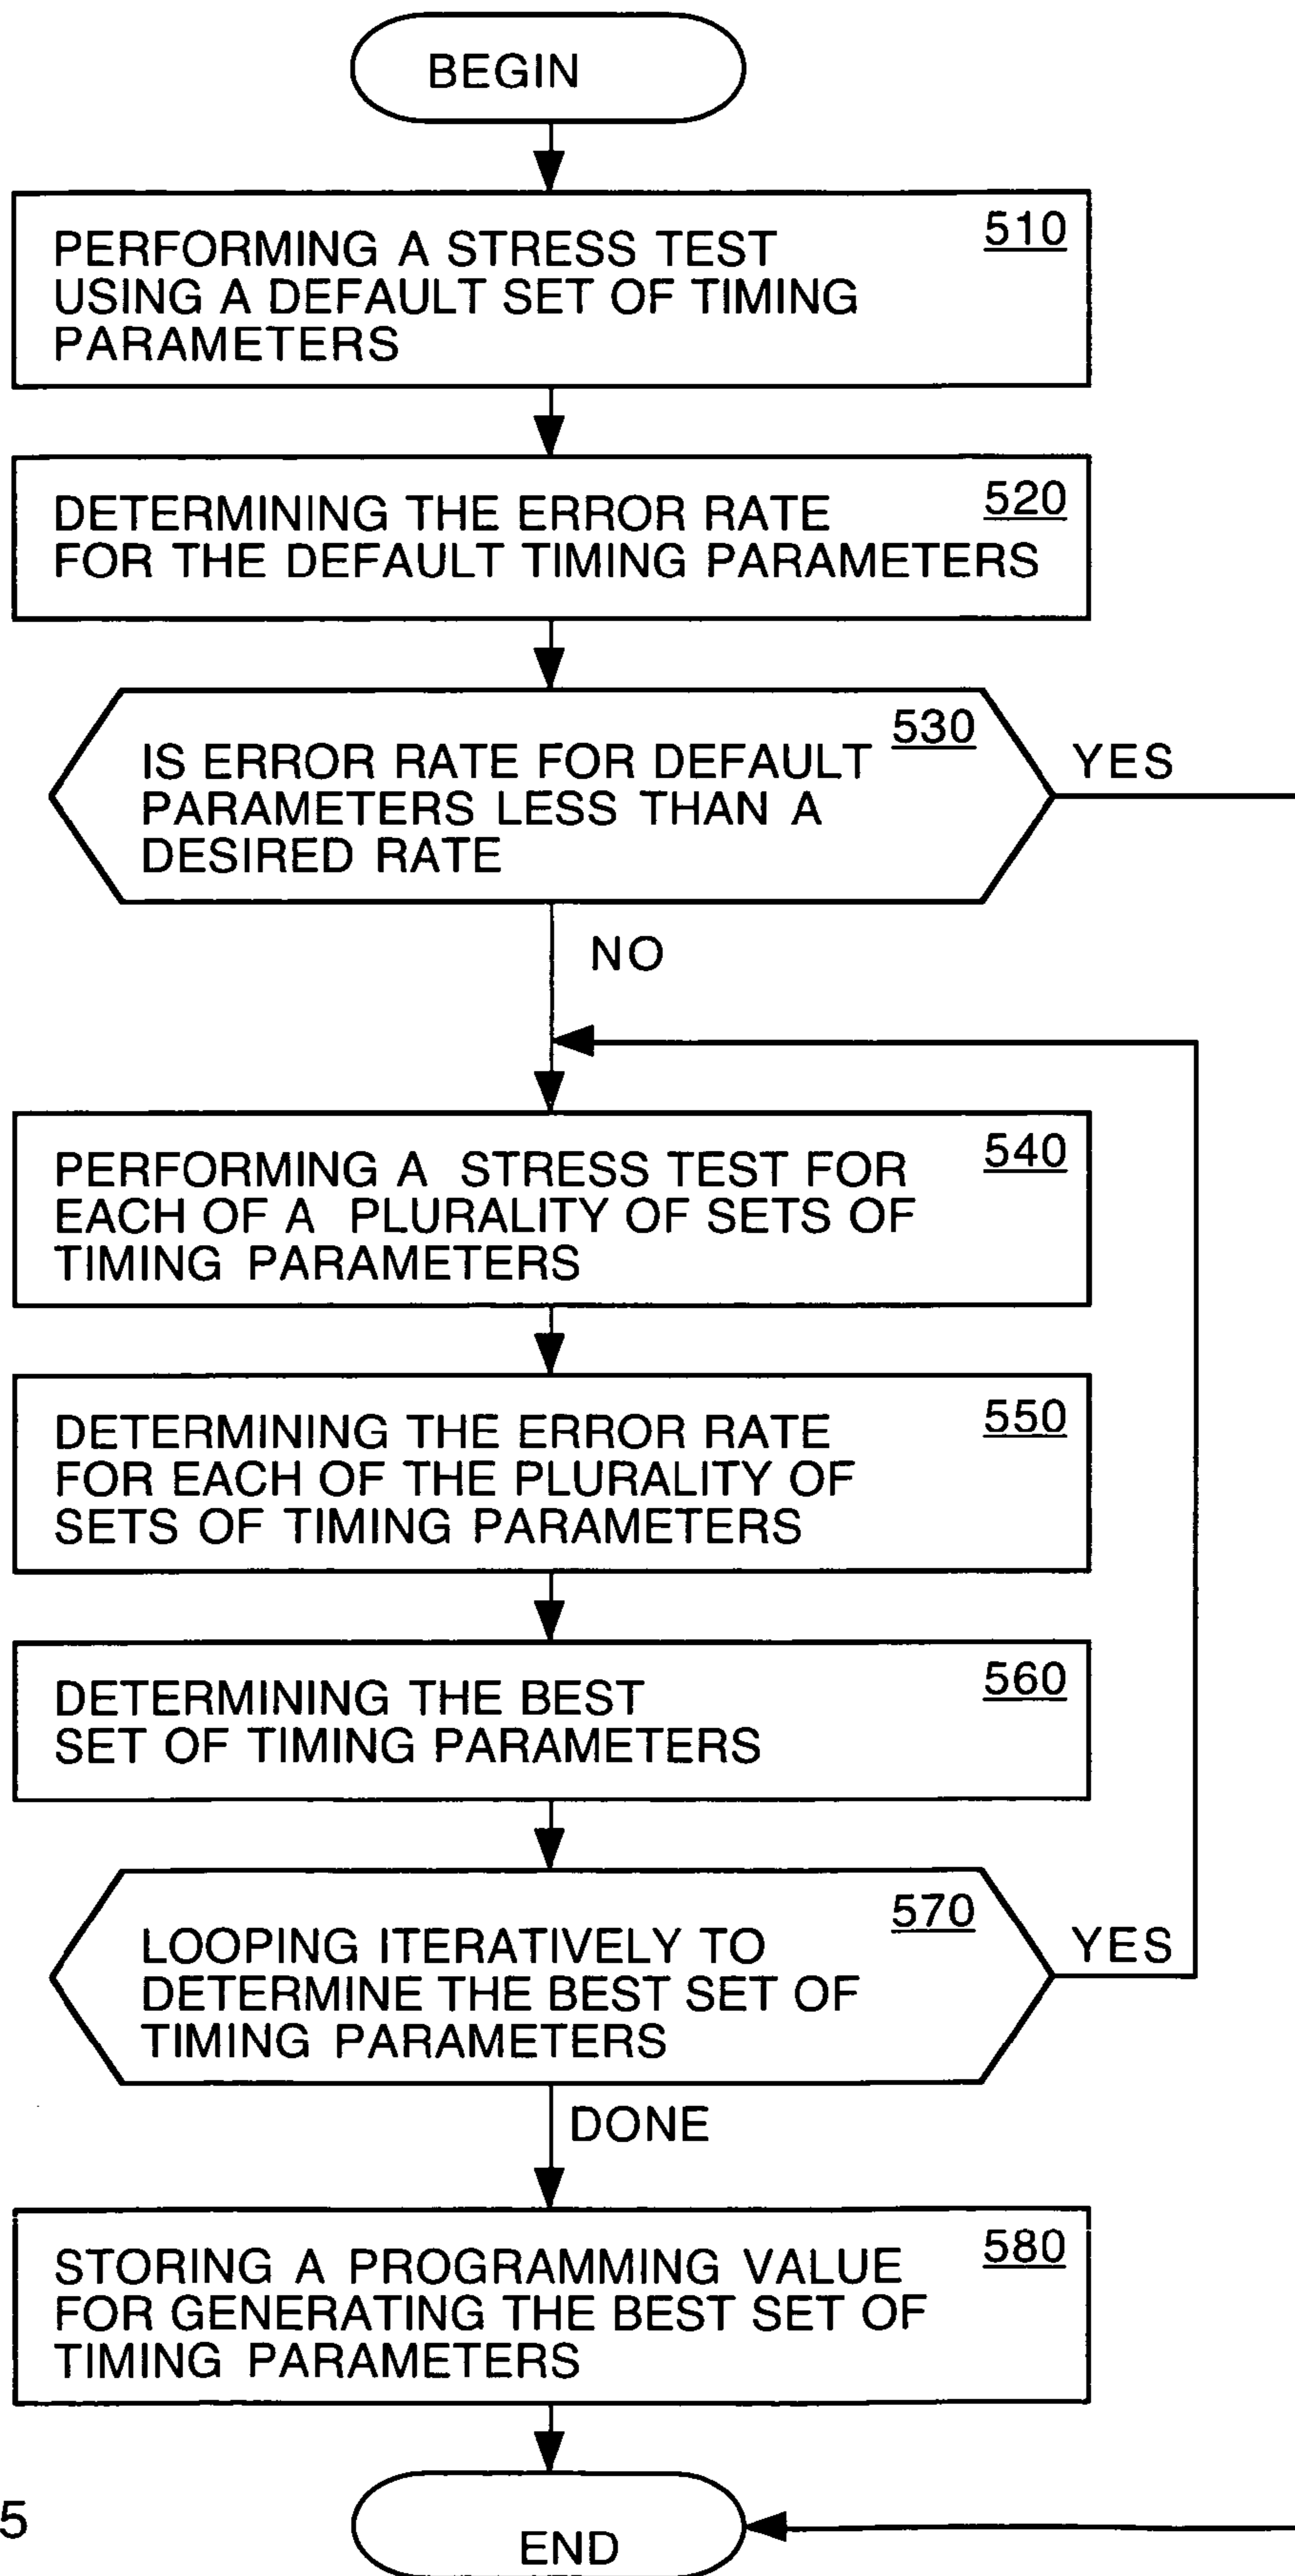 BEGIN
510
PERFORMING A STRESS TEST
USING A DEFAULT SET OF TIMING
PARAMETERS
520
DETERMINING THE ERROR RATE
FOR THE DEFAULT TIMING PARAMETERS
530
IS ERROR RATE FOR DEFAULT
PARAMETERS LESS THAN A
DESIRED RATE
YES
NO
540
PERFORMING A STRESS TEST FOR
EACH OF A PLURALITY OF SETS OF
TIMING PARAMETERS
550
DETERMINING THE ERROR RATE
FOR EACH OF THE PLURALITY OF
SETS OF TIMING PARAMETERS
560
DETERMINING THE BEST
SET OF TIMING PARAMETERS
570
LOOPING ITERATIVELY TO
DETERMINE THE BEST SET OF
TIMING PARAMETERS
YES
DONE
580
STORING A PROGRAMMING VALUE
FOR GENERATING THE BEST SET OF
TIMING PARAMETERS
5
END